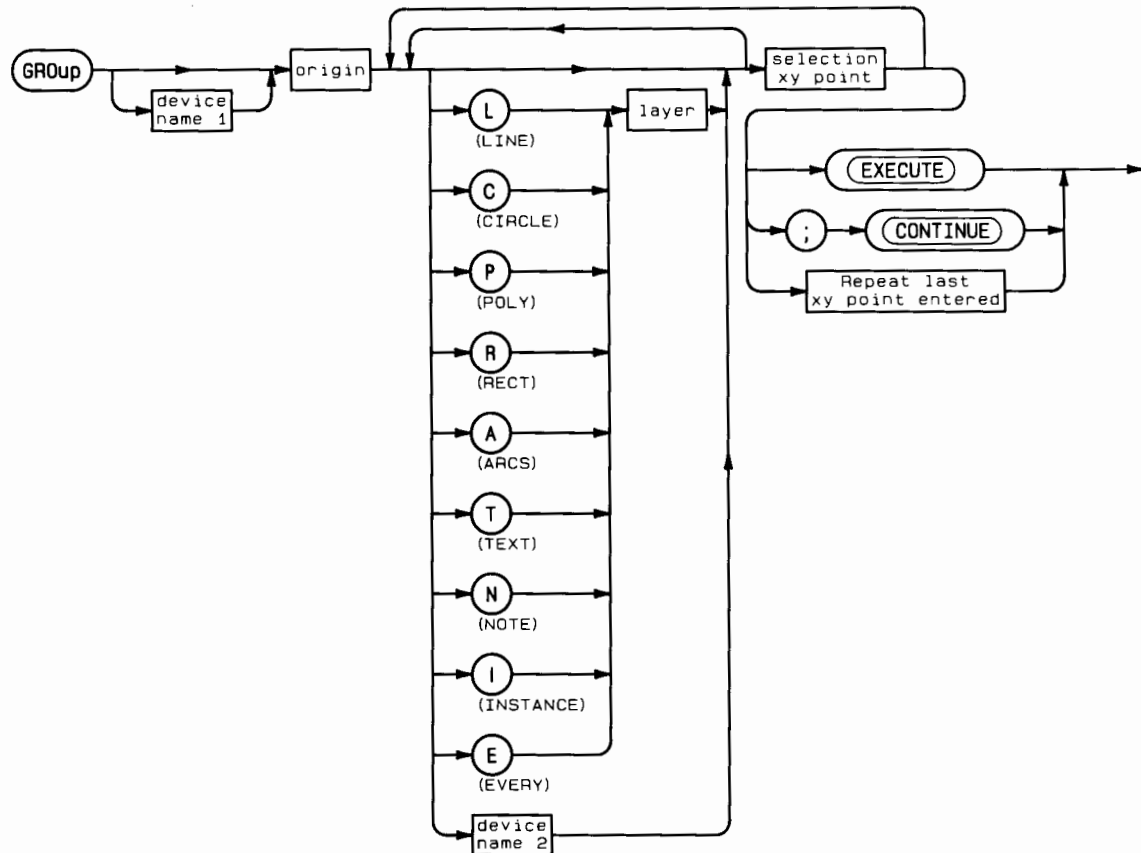 GROup
device
name 1
origin
selection
xy point
L
(LINE)
layer
C
(CIRCLE)
P
(POLY)
R
(RECT)
A
(ARCS)
T
(TEXT)
N
(NOTE)
I
(INSTANCE)
E
(EVERY)
device
name 2
EXECUTE
;
CONTINUE
Repeat last
xy point entered